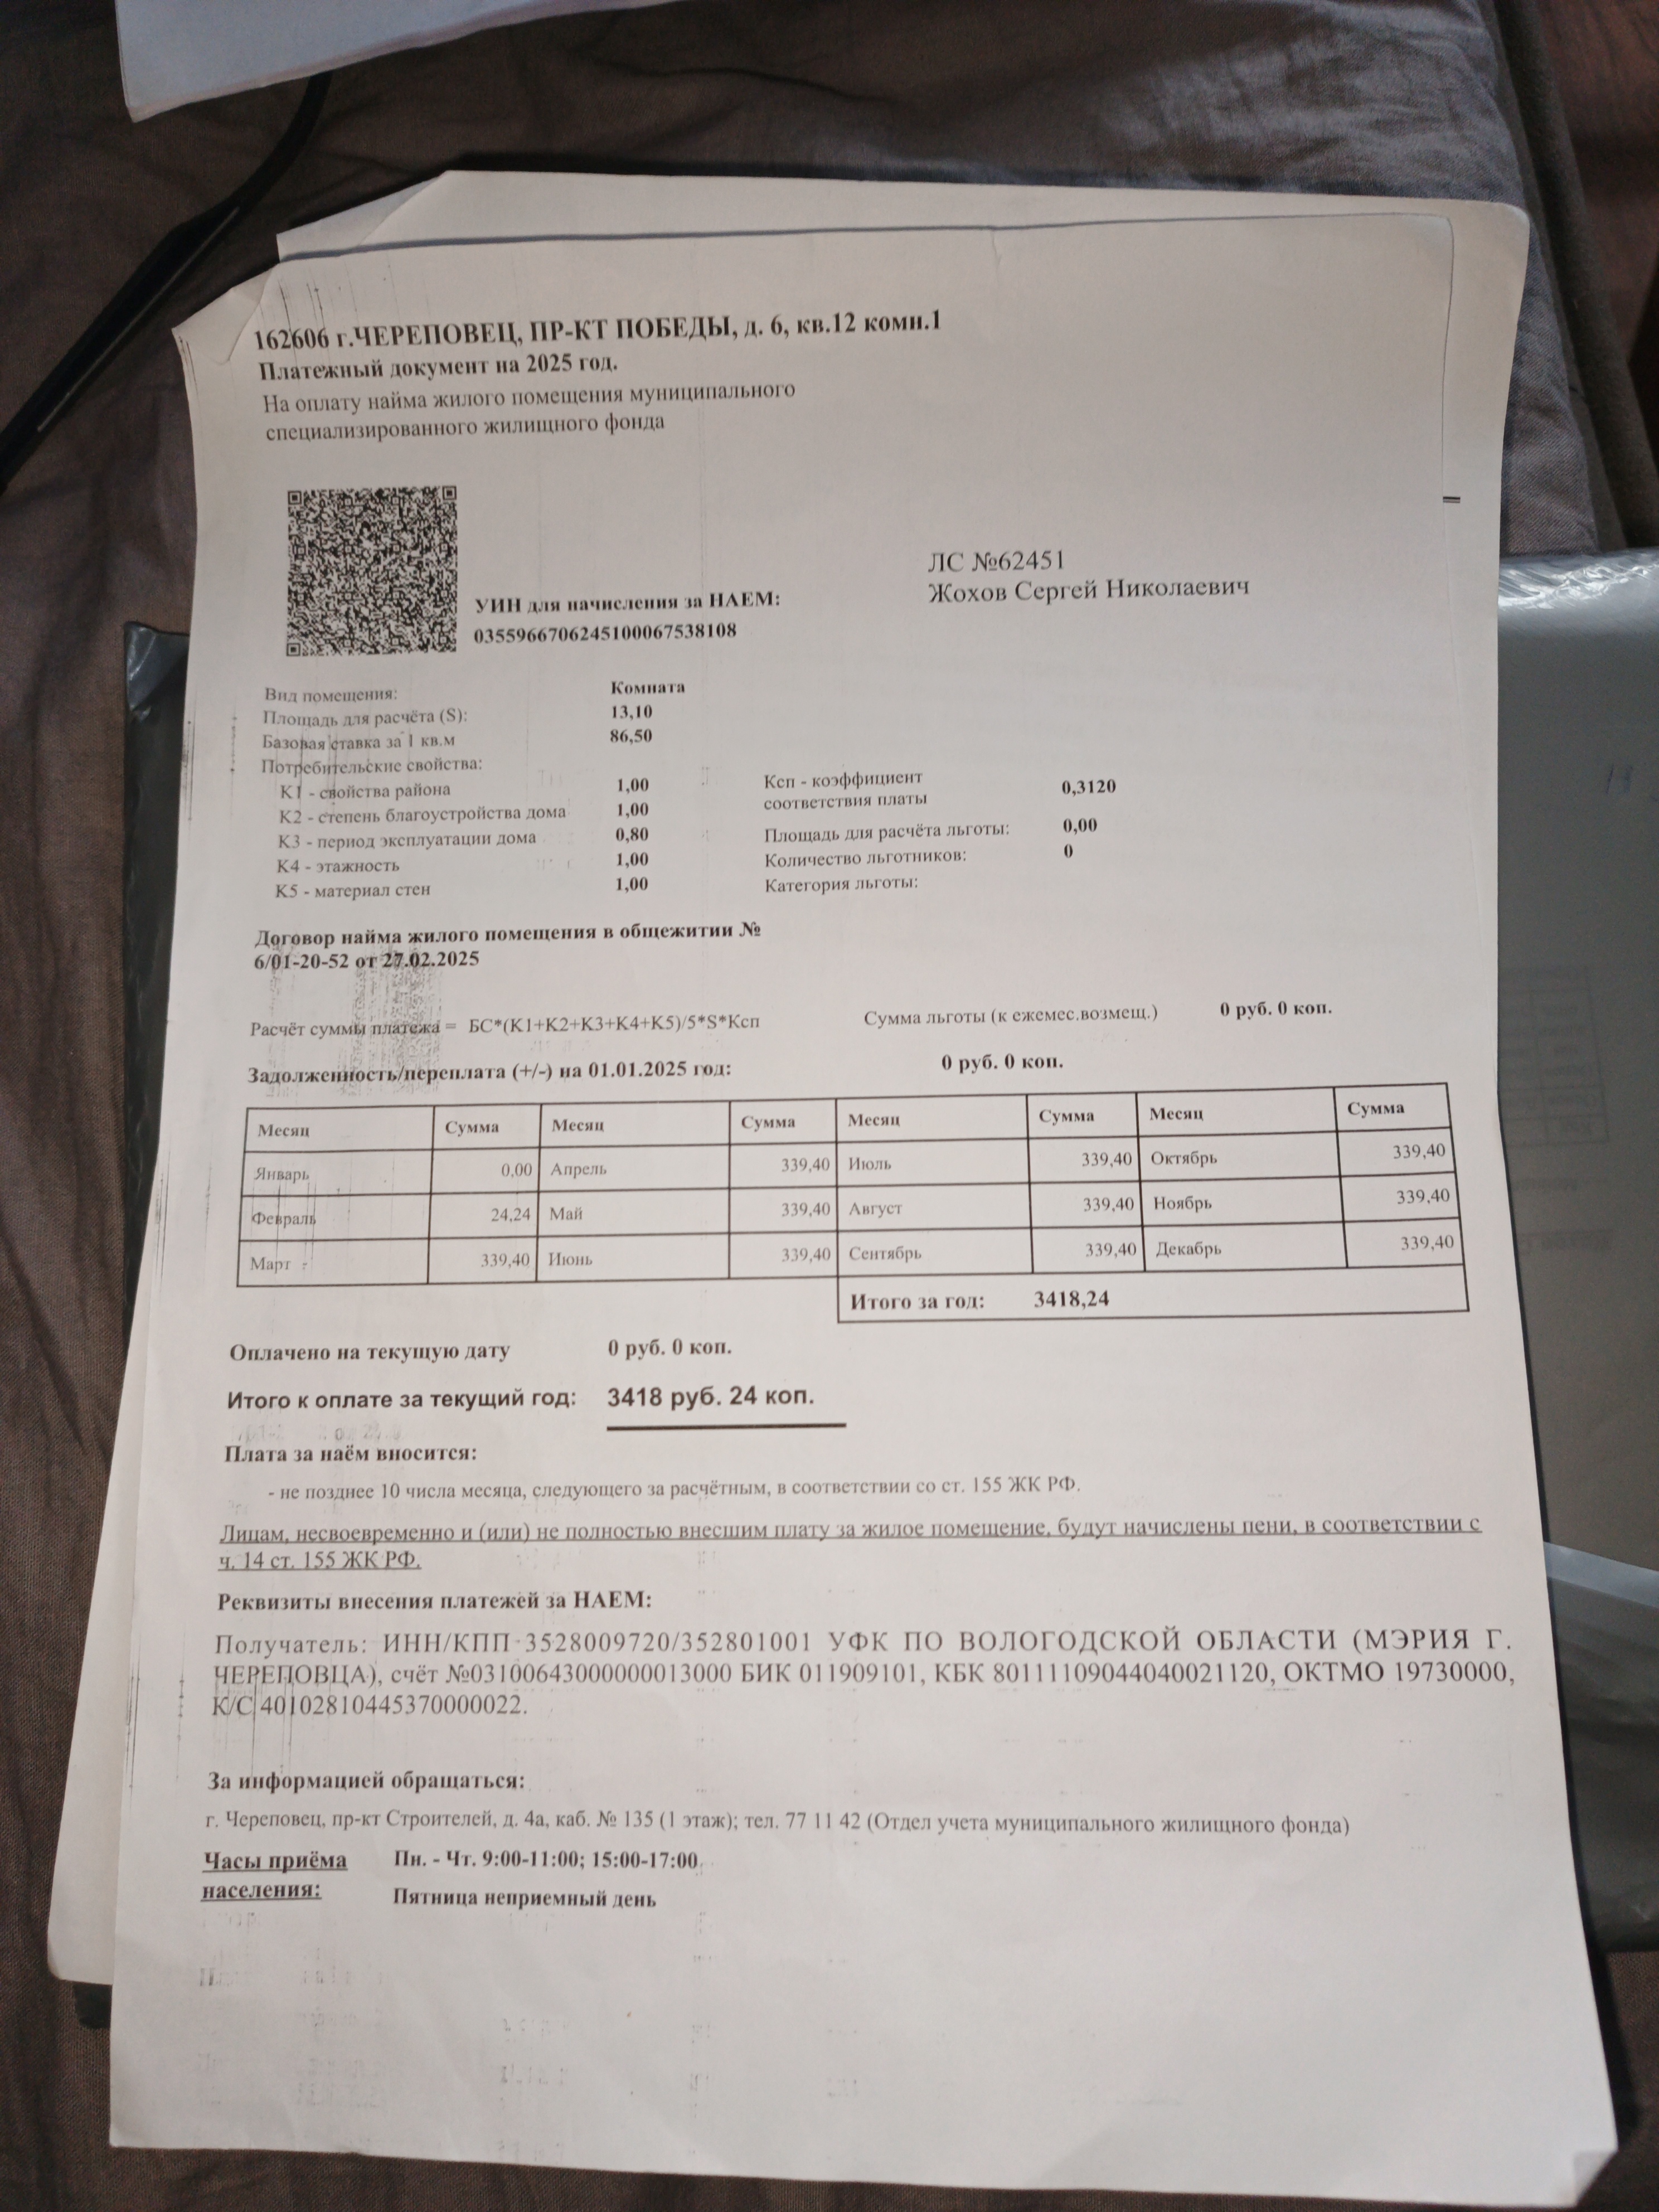 162606 г.ЧЕРЕПОВЕЦ, ПР-КТ ПОБЕДЫ, д. 6, кв.12 комн.1
Платежный документ на 2025 год.
На оплату найма жилого помещения муниципального
специализированного жилищного фонда
ЛС №62451
Жохов Сергей Николаевич
УИН для начисления за НАЕМ:
0355966706245100067538108
Вид помещения: Комната
Площадь для расчёта (S): 13,10
Базовая ставка за 1 кв.м 86,50
Потребительские свойства:
К1 - свойства района 1,00
К2 - степень благоустройства дома 1,00
К3 - период эксплуатации дома 0,80
К4 - этажность 1,00
К5 - материал стен 1,00
Ксп - коэффициент
соответствия платы 0,3120
Площадь для расчёта льготы: 0,00
Количество льготников: 0
Категория льготы:
Договор найма жилого помещения в общежитии №
6/01-20-52 от 27.02.2025
Расчёт суммы платежа = БС*(К1+К2+К3+К4+К5)/5*S*Ксп Сумма льготы (к ежемес.возмещ.) 0 руб. 0 коп.
Задолженность/переплата (+/-) на 01.01.2025 год: 0 руб. 0 коп.
Месяц Сумма Месяц Сумма Месяц Сумма Месяц Сумма
Январь 0,00 Апрель 339,40 Июль 339,40 Октябрь 339,40
Февраль 24,24 Май 339,40 Август 339,40 Ноябрь 339,40
Март 339,40 Июнь 339,40 Сентябрь 339,40 Декабрь 339,40
Итого за год: 3418,24
Оплачено на текущую дату 0 руб. 0 коп.
Итого к оплате за текущий год: 3418 руб. 24 коп.
Плата за наём вносится:
- не позднее 10 числа месяца, следующего за расчётным, в соответствии со ст. 155 ЖК РФ.
Лицам, несвоевременно и (или) не полностью внесшим плату за жилое помещение, будут начислены пени, в соответствии с
ч. 14 ст. 155 ЖК РФ.
Реквизиты внесения платежей за НАЕМ:
Получатель: ИНН/КПП 3528009720/352801001 УФК ПО ВОЛОГОДСКОЙ ОБЛАСТИ (МЭРИЯ Г.
ЧЕРЕПОВЦА), счёт №03100643000000013000 БИК 011909101, КБК 80111109044040021120, ОКТМО 19730000,
К/С 40102810445370000022.
За информацией обращаться:
г. Череповец, пр-кт Строителей, д. 4а, каб. № 135 (1 этаж); тел. 77 11 42 (Отдел учета муниципального жилищного фонда)
Часы приёма Пн. - Чт. 9:00-11:00; 15:00-17:00
населения: Пятница неприемный день